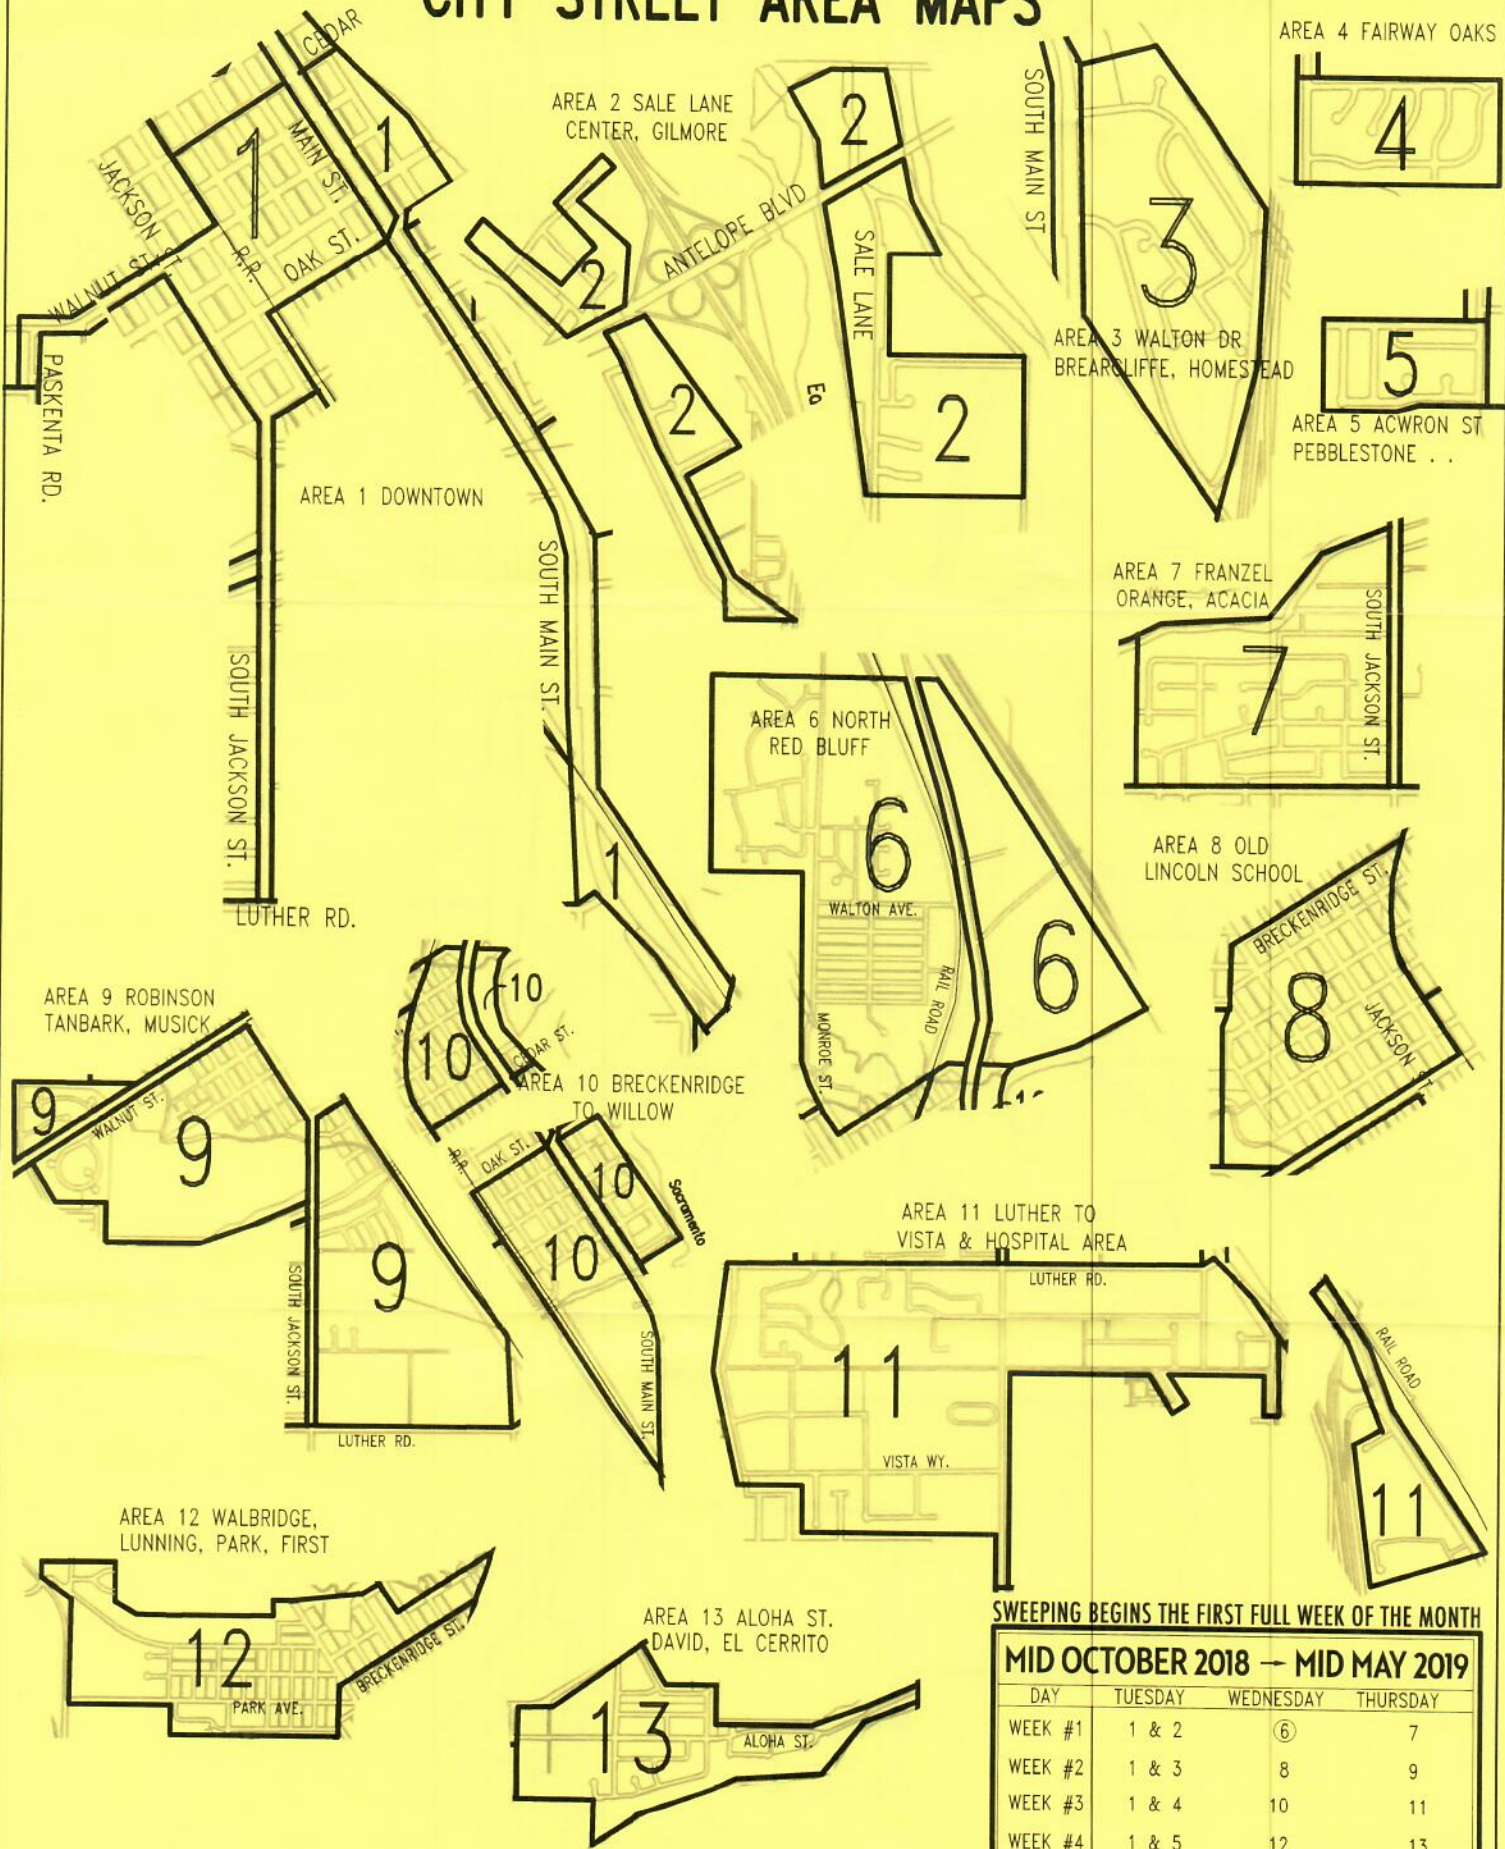 CITY STREET AREA MAPS
CEDAR
1
1
MAIN ST.
JACKSON ST
R.R.
OAK ST.
WALNUT ST
PASKENTA RD.
AREA 1 DOWNTOWN
SOUTH JACKSON ST.
LUTHER RD.
SOUTH MAIN ST.
1
AREA 2 SALE LANE
CENTER, GILMORE
2
2
ANTELOPE BLVD
SALE LANE
2
2
Ea
SOUTH MAIN ST
3
AREA 3 WALTON DR
BREARCLIFFE, HOMESTEAD
AREA 4 FAIRWAY OAKS
4
5
AREA 5 ACWRON ST
PEBBLESTONE . .
AREA 6 NORTH
RED BLUFF
6
WALTON AVE.
6
RAIL ROAD
MONROE ST.
AREA 7 FRANZEL
ORANGE, ACACIA
7
SOUTH JACKSON ST.
AREA 8 OLD
LINCOLN SCHOOL
BRECKENRIDGE ST.
8
JACKSON ST.
AREA 9 ROBINSON
TANBARK, MUSICK
9
WALNUT ST.
9
9
SOUTH JACKSON ST.
LUTHER RD.
10
10
CEDAR ST.
AREA 10 BRECKENRIDGE
TO WILLOW
R.R.
OAK ST.
10
Sacramento
10
SOUTH MAIN ST.
AREA 11 LUTHER TO
VISTA & HOSPITAL AREA
LUTHER RD.
11
VISTA WY.
RAIL ROAD
11
AREA 12 WALBRIDGE,
LUNNING, PARK, FIRST
12
PARK AVE.
BRECKENRIDGE ST.
AREA 13 ALOHA ST.
DAVID, EL CERRITO
13
ALOHA ST.
SWEEPING BEGINS THE FIRST FULL WEEK OF THE MONTH
MID OCTOBER 2018 – MID MAY 2019
DAY TUESDAY WEDNESDAY THURSDAY
WEEK #1 1 & 2 6 7
WEEK #2 1 & 3 8 9
WEEK #3 1 & 4 10 11
WEEK #4 1 & 5 12 13